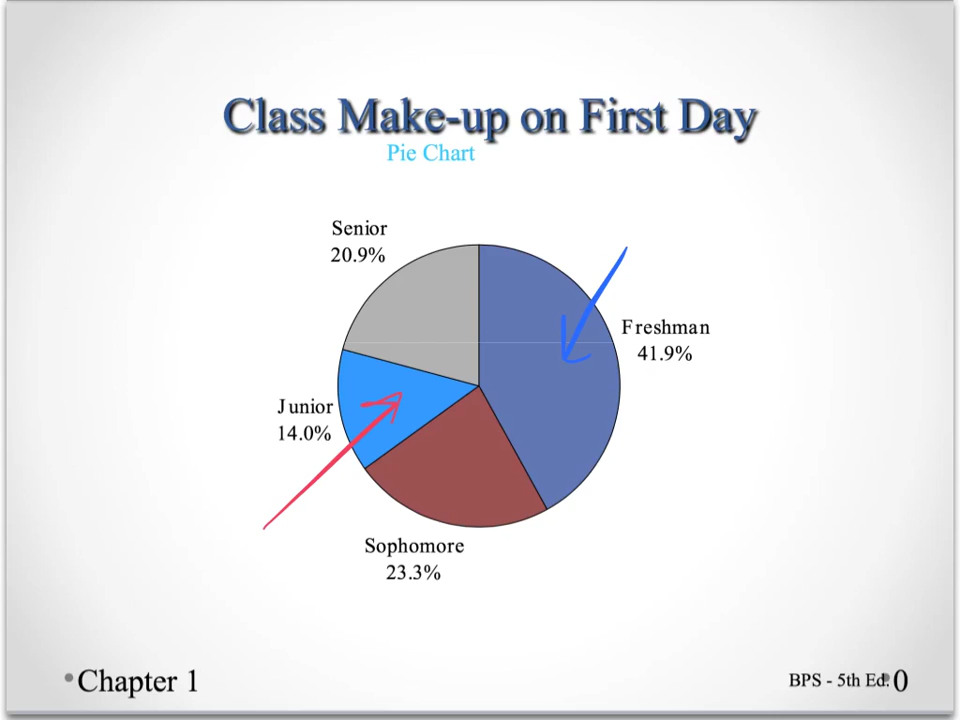 Class Make-up on First Day
Pie Chart
Senior
20.9%
Freshman
41.9%
Junior
14.0%
Sophomore
23.3%
•Chapter 1
BPS - 5th Ed.
•0